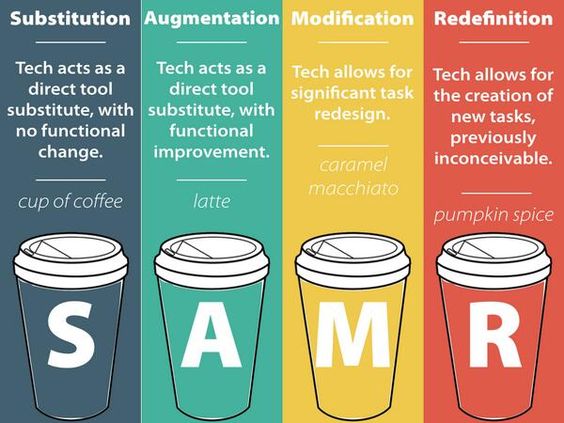 Substitution
Tech acts as a
direct tool
substitute, with
no functional
change.
cup of coffee
S
Augmentation
Tech acts as a
direct tool
substitute, with
functional
improvement.
latte
A
Modification
Tech allows for
significant task
redesign.
caramel
macchiato
M
Redefinition
Tech allows for
the creation of
new tasks,
previously
inconceivable.
pumpkin spice
R